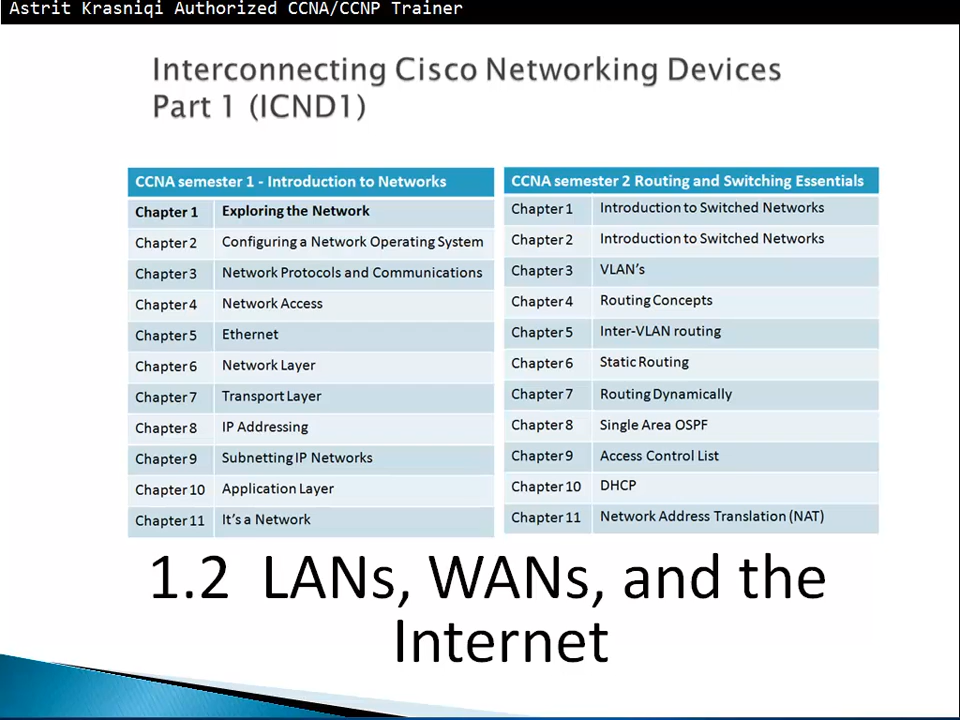 Astrit Krasniqi Authorized CCNA/CCNP Trainer
Interconnecting Cisco Networking Devices
Part 1 (ICND1)
CCNA semester 1 - Introduction to Networks
Chapter 1 Exploring the Network
Chapter 2 Configuring a Network Operating System
Chapter 3 Network Protocols and Communications
Chapter 4 Network Access
Chapter 5 Ethernet
Chapter 6 Network Layer
Chapter 7 Transport Layer
Chapter 8 IP Addressing
Chapter 9 Subnetting IP Networks
Chapter 10 Application Layer
Chapter 11 It's a Network
CCNA semester 2 Routing and Switching Essentials
Chapter 1 Introduction to Switched Networks
Chapter 2 Introduction to Switched Networks
Chapter 3 VLAN's
Chapter 4 Routing Concepts
Chapter 5 Inter-VLAN routing
Chapter 6 Static Routing
Chapter 7 Routing Dynamically
Chapter 8 Single Area OSPF
Chapter 9 Access Control List
Chapter 10 DHCP
Chapter 11 Network Address Translation (NAT)
1.2 LANs, WANs, and the
Internet